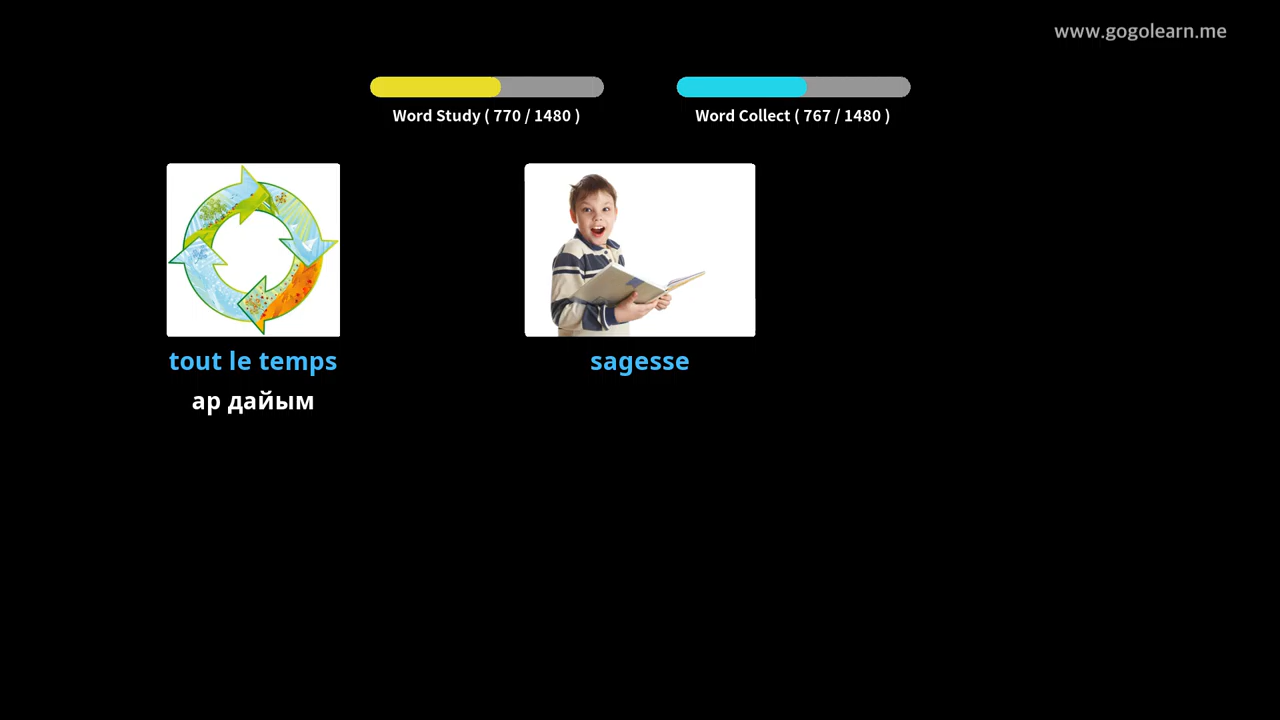 www.gogolearn.me
Word Study ( 770 / 1480 )
Word Collect ( 767 / 1480 )
tout le temps
ар дайым
sagesse